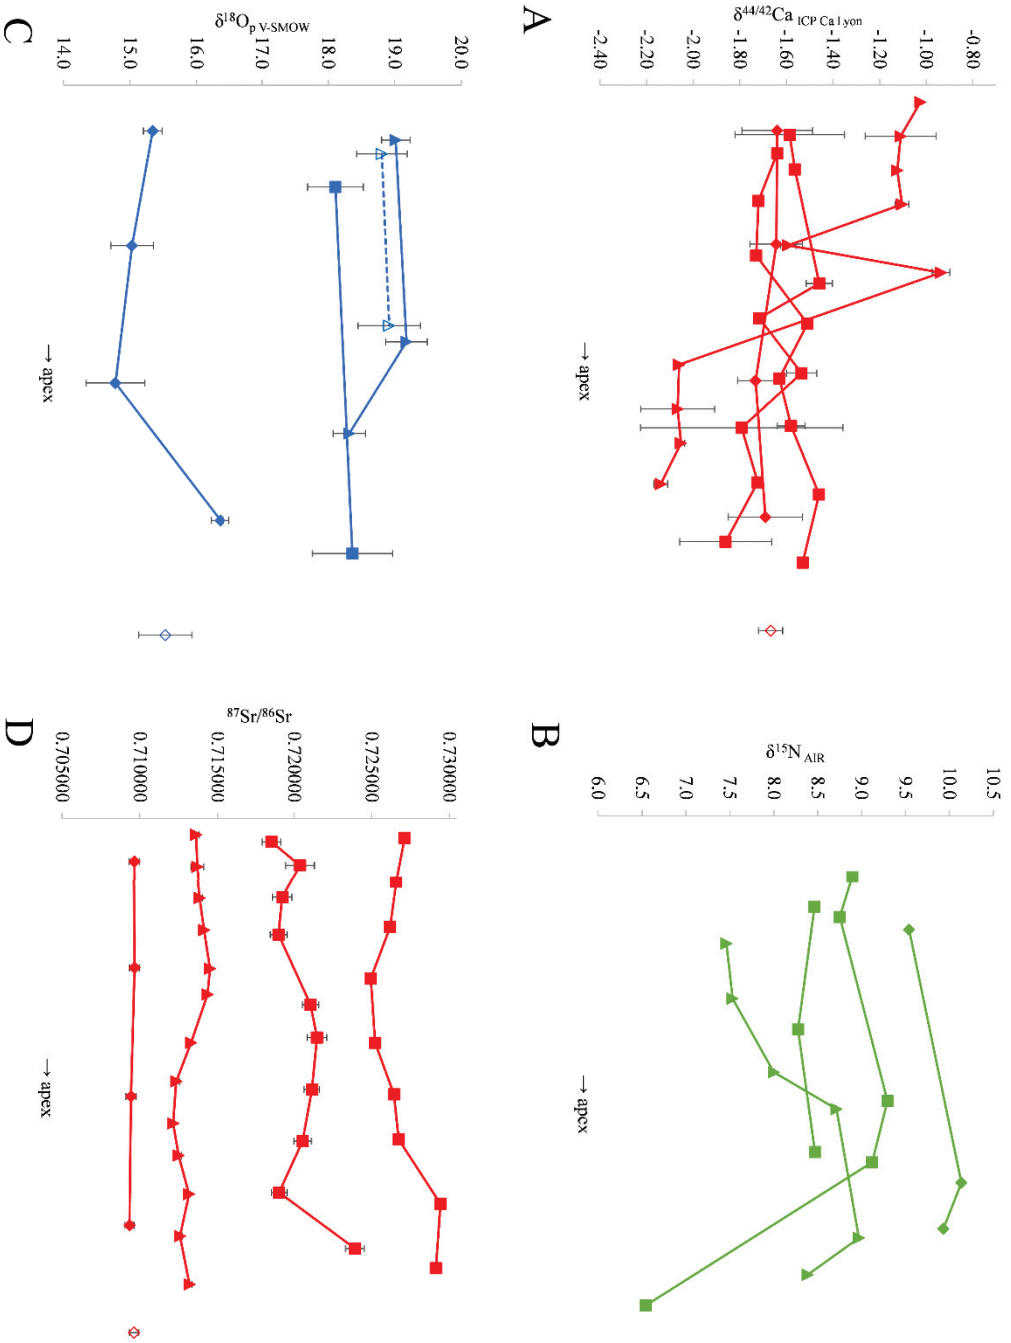 A
δ44/42Ca ICP Ca Lyon
-0.80
-1.00
-1.20
-1.40
-1.60
-1.80
-2.00
-2.20
-2.40
→ apex
B
δ15N AIR
10.5
10.0
9.5
9.0
8.5
8.0
7.5
7.0
6.5
6.0
→ apex
C
δ18Op V-SMOW
20.0
19.0
18.0
17.0
16.0
15.0
14.0
→ apex
D
87Sr/86Sr
0.730000
0.725000
0.720000
0.715000
0.710000
0.705000
→ apex